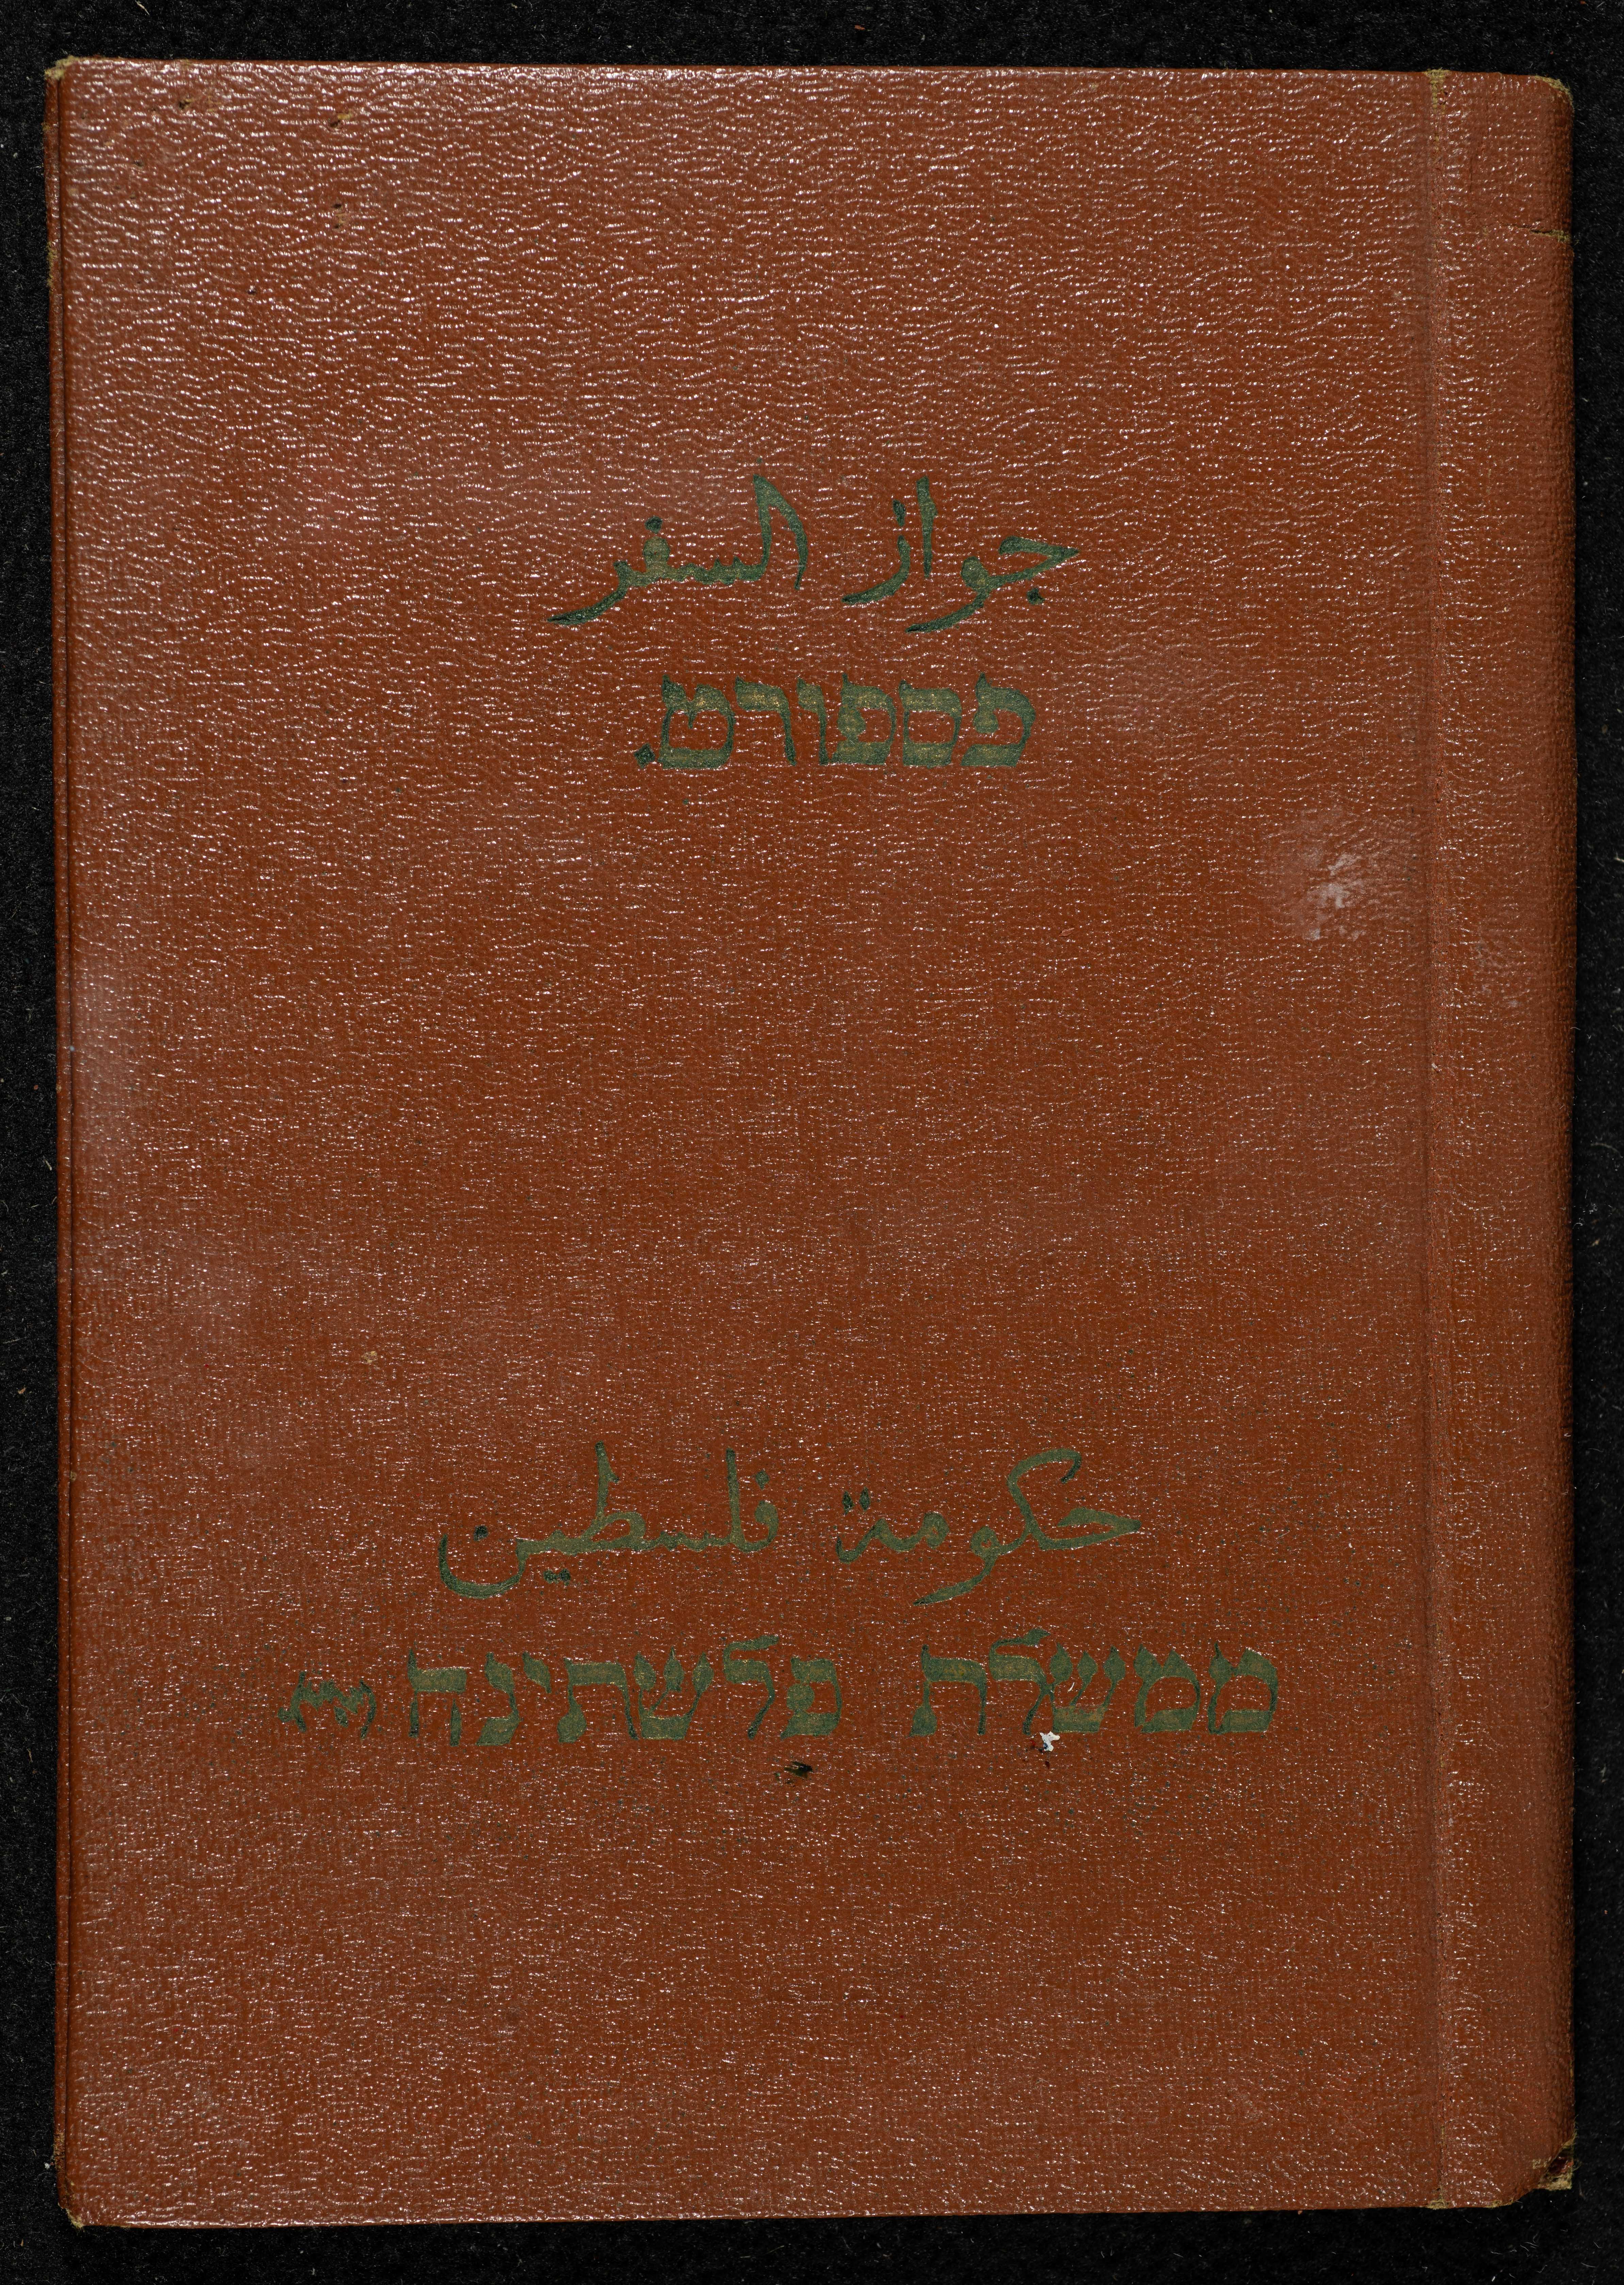 جواز السفر
פספורט.
حكومة فلسطين
ממשלת פלשתינה (א״י)